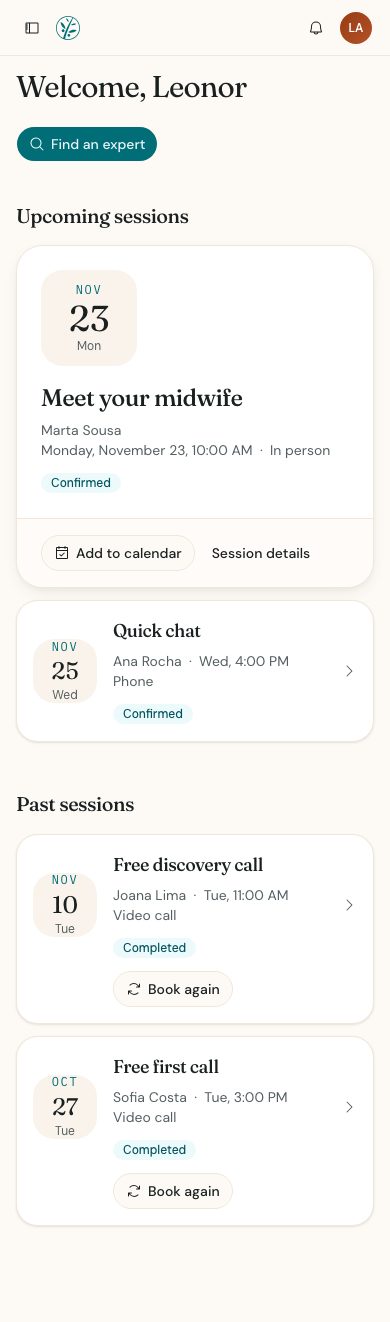 LA
Welcome, Leonor
Find an expert
Upcoming sessions
NOV
23
Mon
Meet your midwife
Marta Sousa
Monday, November 23, 10:00 AM · In person
Confirmed
Add to calendar
Session details
NOV
25
Wed
Quick chat
Ana Rocha · Wed, 4:00 PM
Phone
Confirmed
Past sessions
NOV
10
Tue
Free discovery call
Joana Lima · Tue, 11:00 AM
Video call
Completed
Book again
OCT
27
Tue
Free first call
Sofia Costa · Tue, 3:00 PM
Video call
Completed
Book again